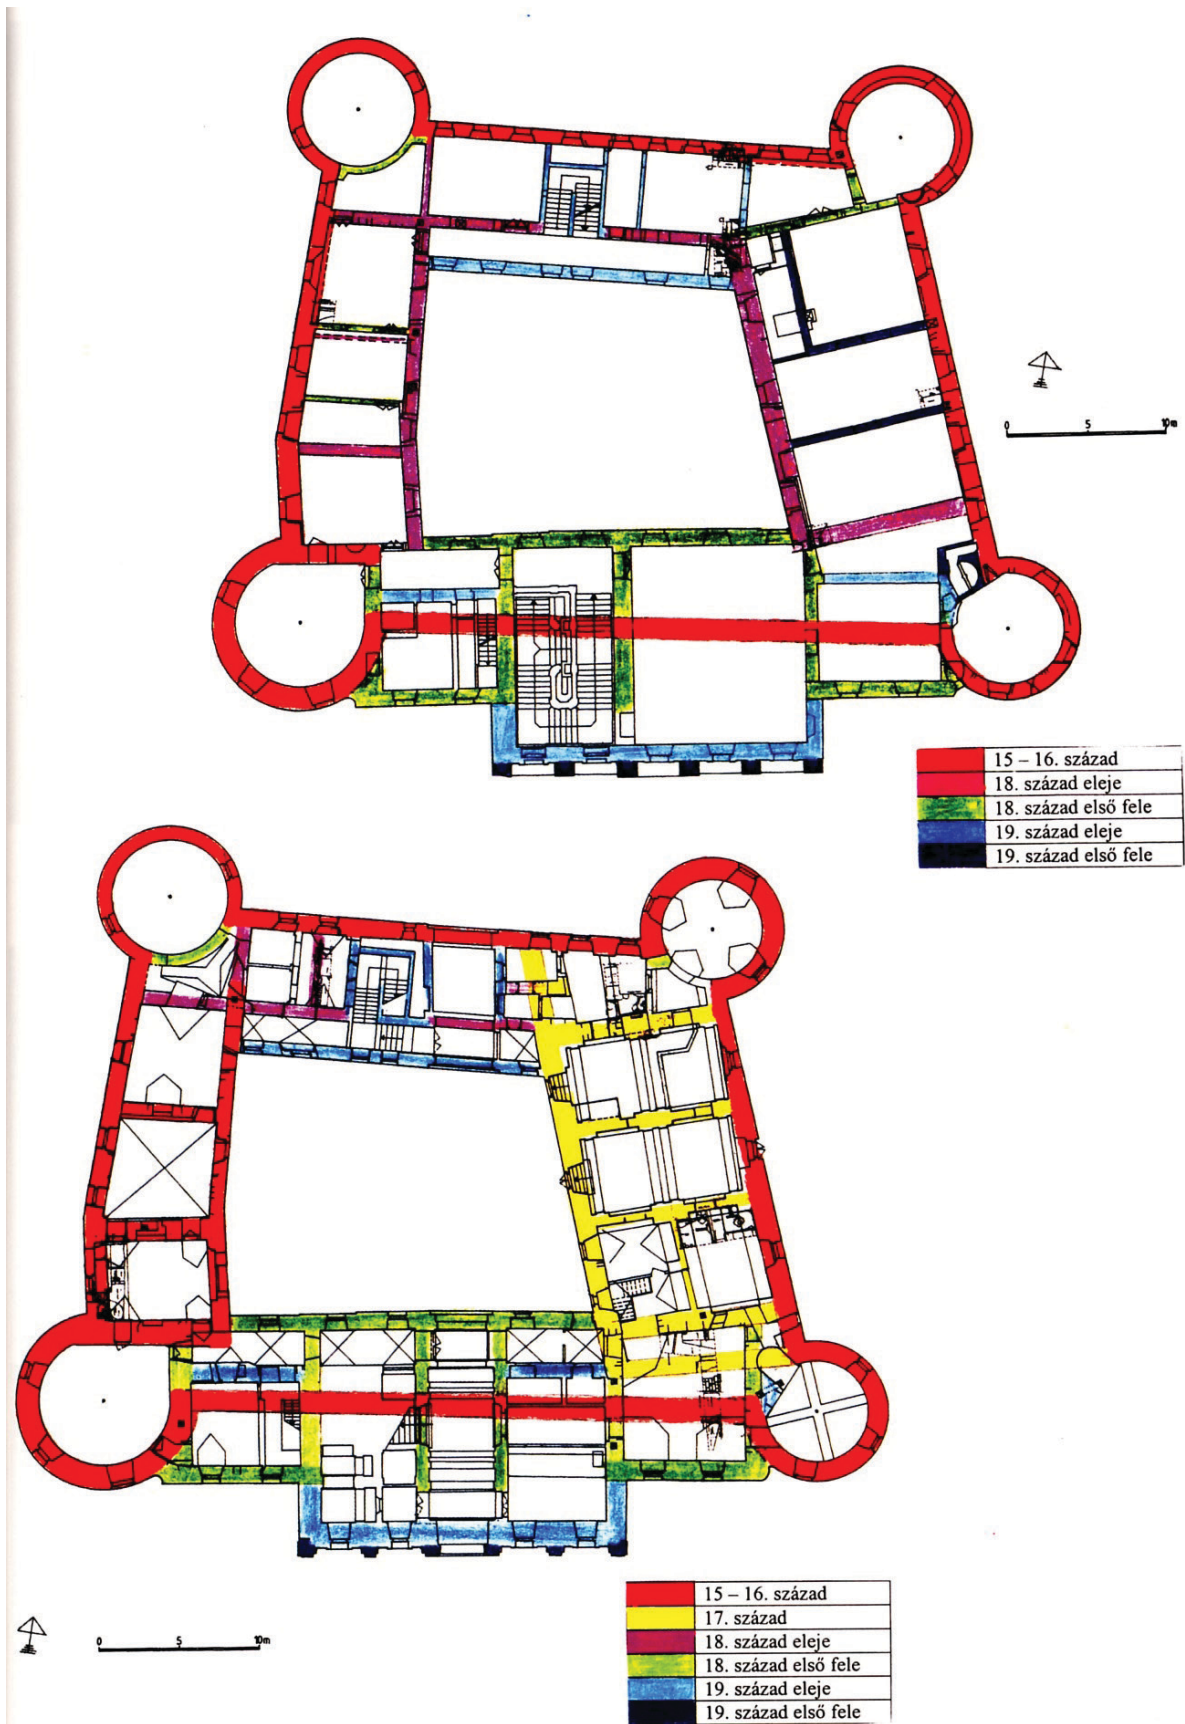 0 5 10m
15 – 16. század
18. század eleje
18. század első fele
19. század eleje
19. század első fele
0 5 10m
15 – 16. század
17. század
18. század eleje
18. század első fele
19. század eleje
19. század első fele